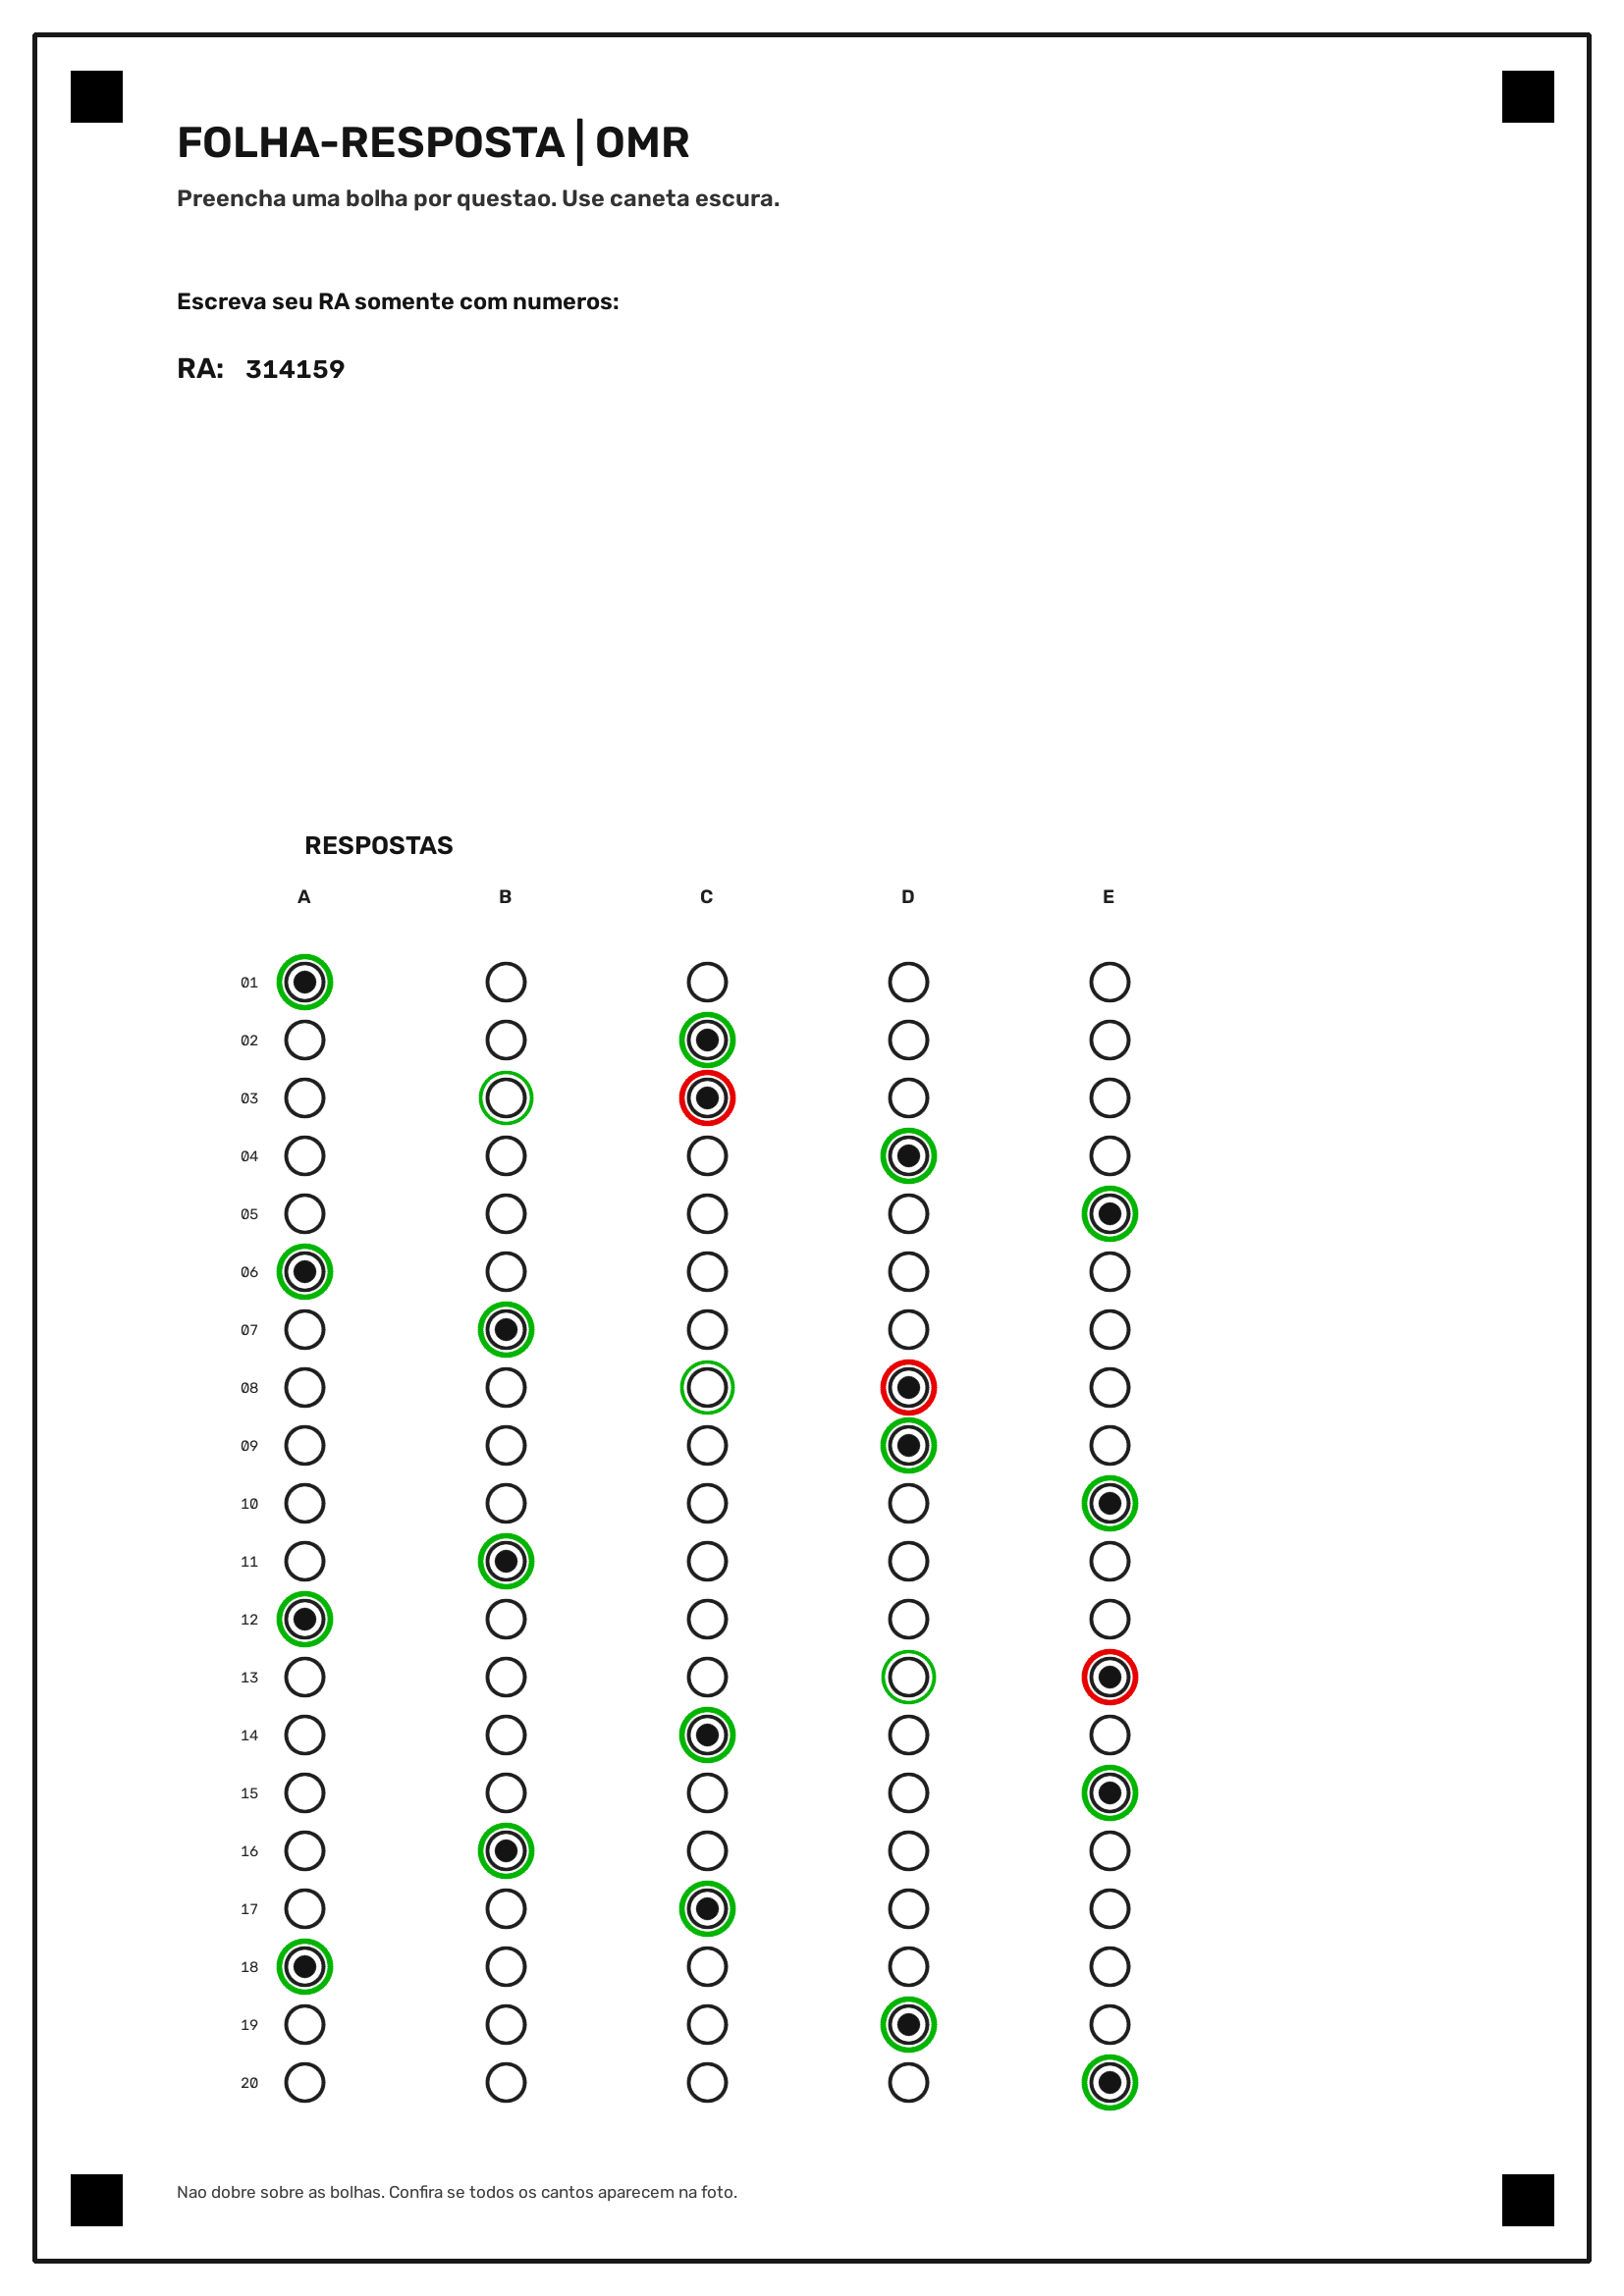 FOLHA-RESPOSTA | OMR
Preencha uma bolha por questao. Use caneta escura.
Escreva seu RA somente com numeros:
RA: 314159
RESPOSTAS
A B C D E
01
02
03
04
05
06
07
08
09
10
11
12
13
14
15
16
17
18
19
20
Nao dobre sobre as bolhas. Confira se todos os cantos aparecem na foto.